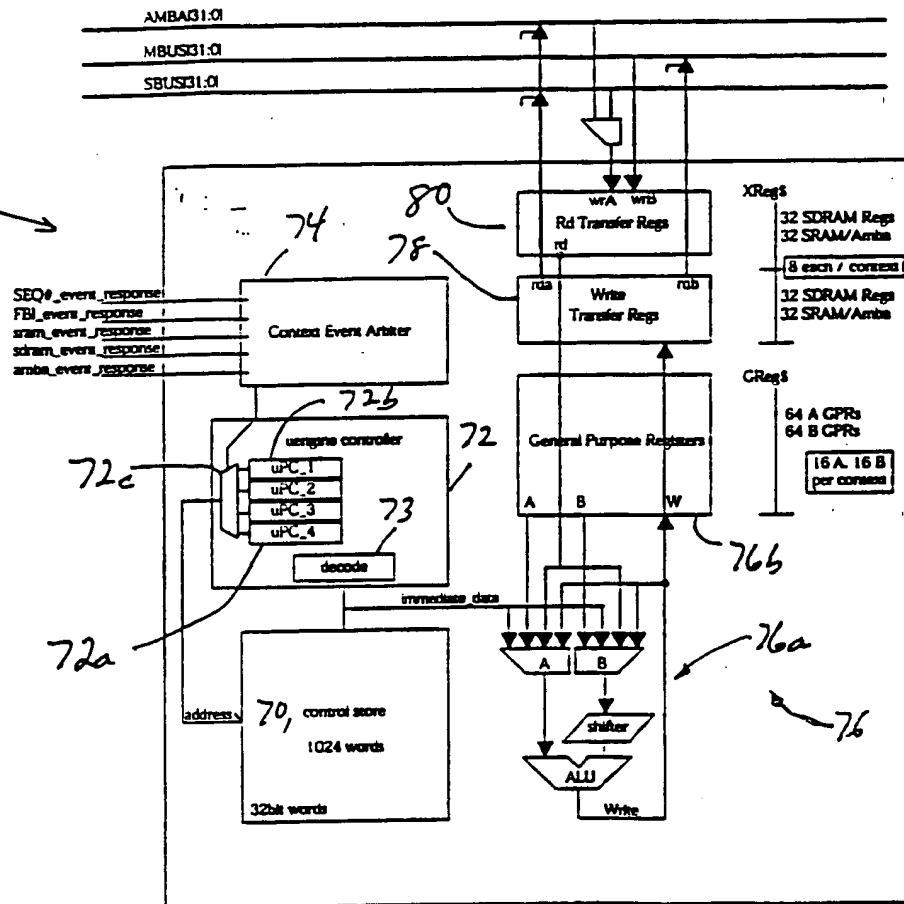 AMBA[31:0]
MBUS[31:0]
SBUS[31:0]
80
wrA wrB
Rd Transfer Regs
rd
XRegs
32 SDRAM Regs
32 SRAM/Amba
8 each / context
32 SDRAM Regs
32 SRAM/Amba
74
78
rda
rdb
Write
Transfer Regs
SEQ#_event_response
FBI_event_response
sram_event_response
sdram_event_response
amba_event_response
Context Event Arbiter
72b
uengine controller
72
72c
uPC_1
uPC_2
uPC_3
uPC_4
73
decode
72a
GRegs
64 A GPRs
64 B GPRs
16 A, 16 B
per context
General Purpose Registers
A B W
76b
immediate_data
A B
76a
76
shifter
ALU
Write
address
70, control store
1024 words
32bit words